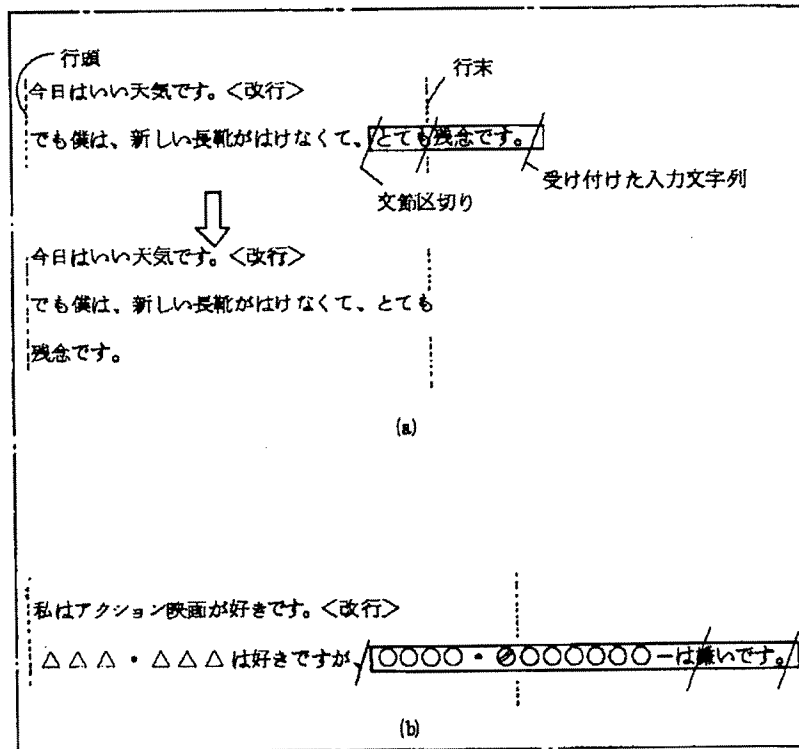 行頭
行末
今日はいい天気です。<改行>
でも僕は、新しい長靴がはけなくて、とても残念です。
文節区切り
受け付けた入力文字列
今日はいい天気です。<改行>
でも僕は、新しい長靴がはけなくて、とても
残念です。
(a)
私はアクション映画が好きです。<改行>
△△△・△△△は好きですが、○○○○・○○○○○○○ーは嫌いです。
(b)